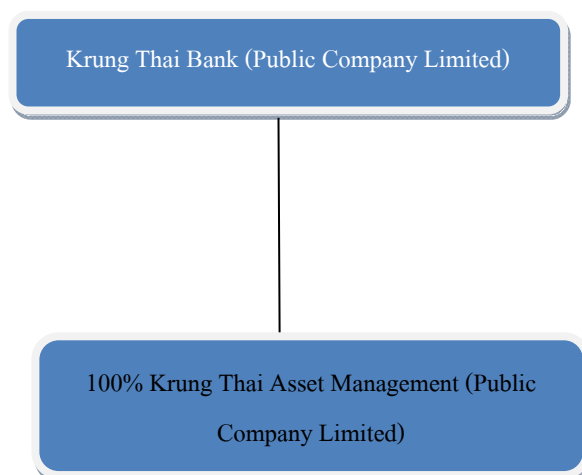 Krung Thai Bank (Public Company Limited)
100% Krung Thai Asset Management (Public
Company Limited)